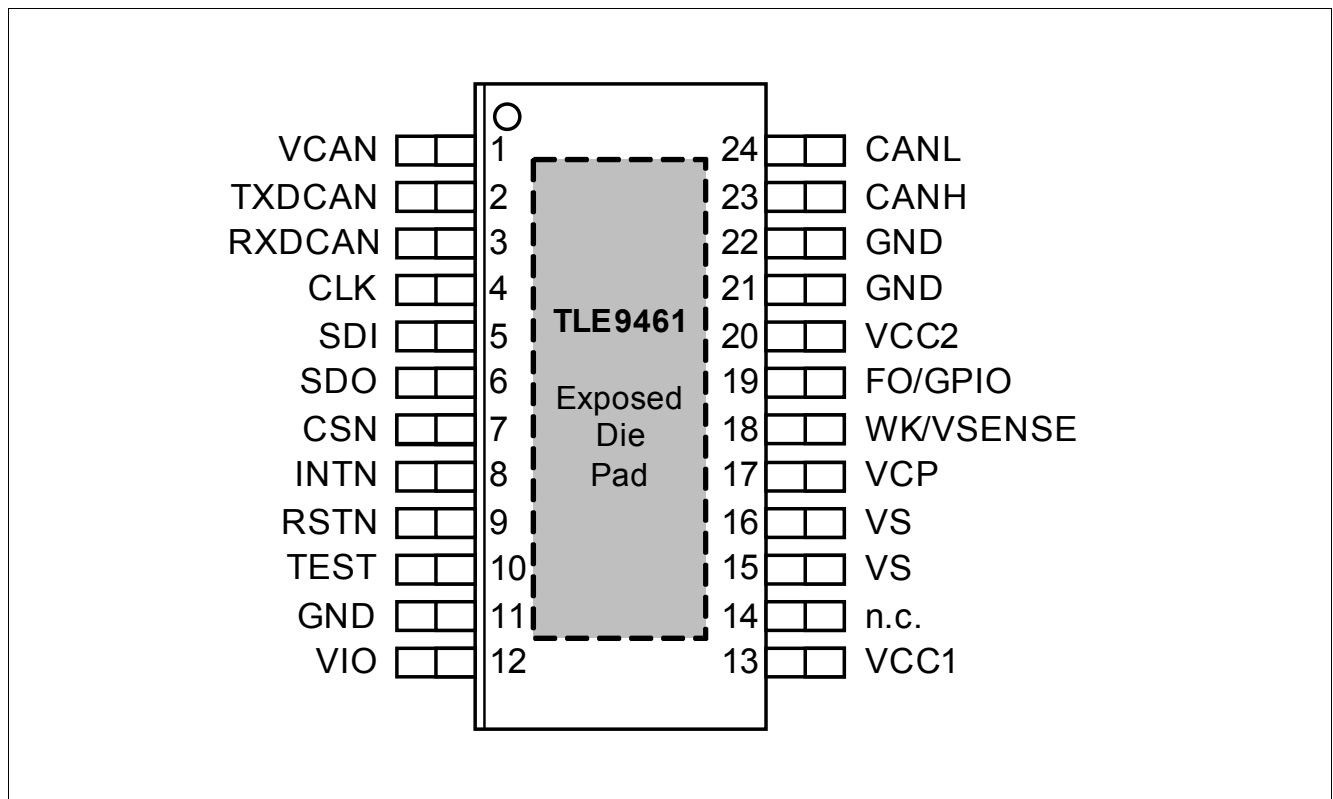 VCAN 1 24 CANL
TXDCAN 2 23 CANH
RXDCAN 3 22 GND
CLK 4 21 GND
SDI 5 TLE9461 20 VCC2
SDO 6 19 FO/GPIO
CSN 7 Exposed 18 WK/VSENSE
INTN 8 Die 17 VCP
RSTN 9 Pad 16 VS
TEST 10 15 VS
GND 11 14 n.c.
VIO 12 13 VCC1